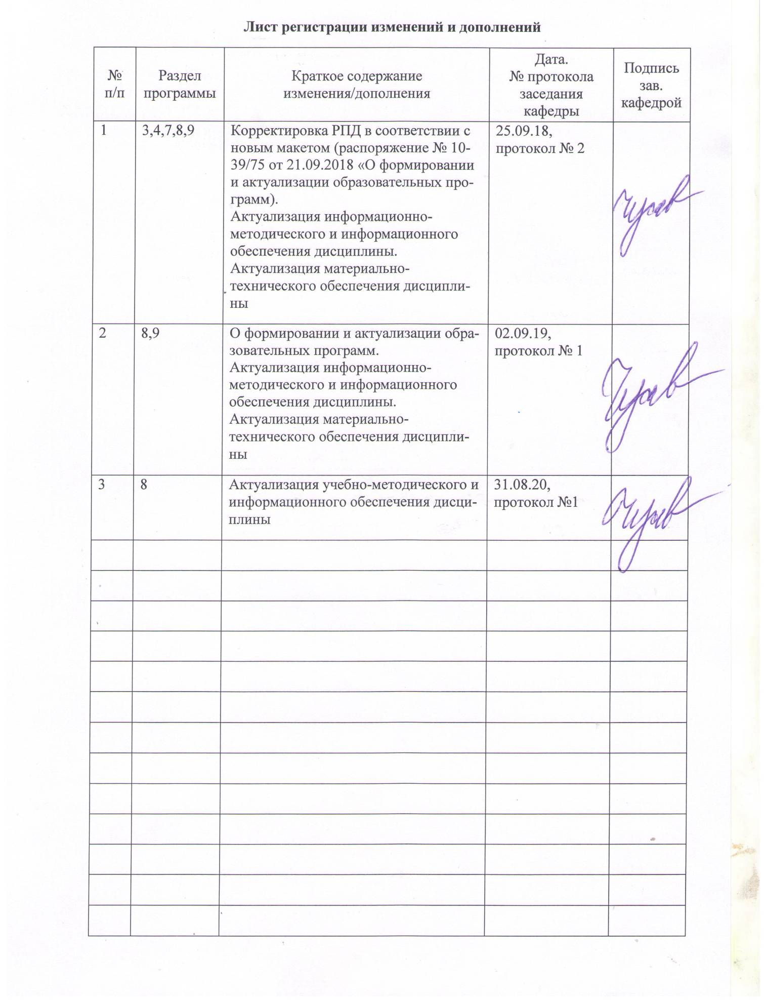 Лист регистрации изменений и дополнений
№
п/п
Раздел
программы
Краткое содержание
изменения/дополнения
Дата.
№ протокола
заседания
кафедры
Подпись
зав.
кафедрой
1
3,4,7,8,9
Корректировка РПД в соответствии с
новым макетом (распоряжение № 10-
39/75 от 21.09.2018 «О формировании
и актуализации образовательных про-
грамм).
Актуализация информационно-
методического и информационного
обеспечения дисциплины.
Актуализация материально-
технического обеспечения дисципли-
ны
25.09.18,
протокол № 2
2
8,9
О формировании и актуализации обра-
зовательных программ.
Актуализация информационно-
методического и информационного
обеспечения дисциплины.
Актуализация материально-
технического обеспечения дисципли-
ны
02.09.19,
протокол № 1
3
8
Актуализация учебно-методического и
информационного обеспечения дисци-
плины
31.08.20,
протокол №1